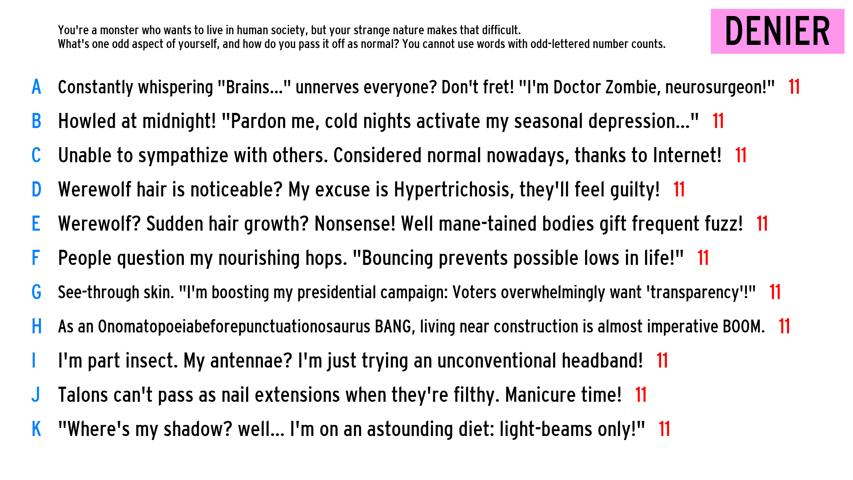 You're a monster who wants to live in human society, but your strange nature makes that difficult.
What's one odd aspect of yourself, and how do you pass it off as normal? You cannot use words with odd-lettered number counts.
DENIER
A Constantly whispering "Brains..." unnerves everyone? Don't fret! "I'm Doctor Zombie, neurosurgeon!" 11
B Howled at midnight! "Pardon me, cold nights activate my seasonal depression..." 11
C Unable to sympathize with others. Considered normal nowadays, thanks to Internet! 11
D Werewolf hair is noticeable? My excuse is Hypertrichosis, they'll feel guilty! 11
E Werewolf? Sudden hair growth? Nonsense! Well mane-tained bodies gift frequent fuzz! 11
F People question my nourishing hops. "Bouncing prevents possible lows in life!" 11
G See-through skin. "I'm boosting my presidential campaign: Voters overwhelmingly want 'transparency'!" 11
H As an Onomatopoeiabeforepunctuationosaurus BANG, living near construction is almost imperative BOOM. 11
I I'm part insect. My antennae? I'm just trying an unconventional headband! 11
J Talons can't pass as nail extensions when they're filthy. Manicure time! 11
K "Where's my shadow? well... I'm on an astounding diet: light-beams only!" 11